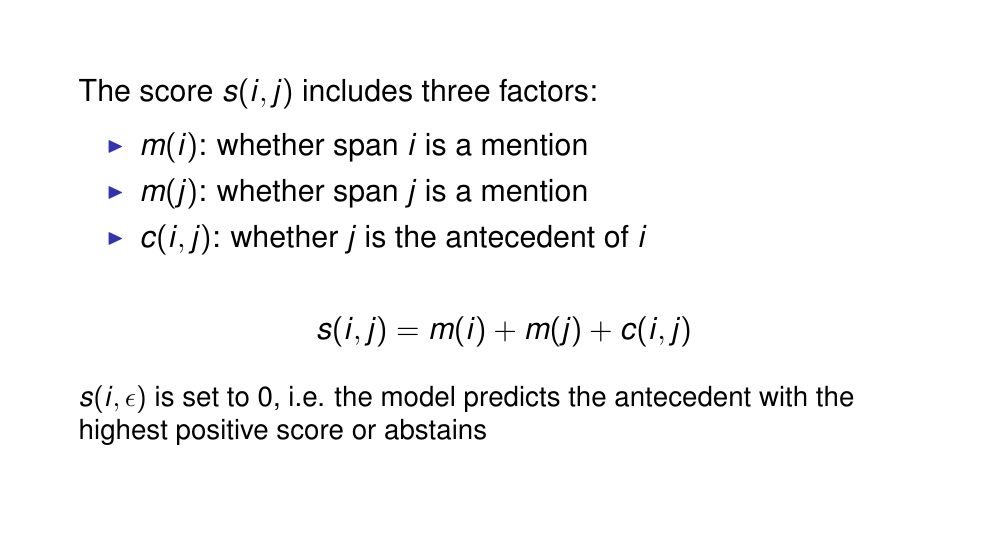 The score s(i, j) includes three factors:
▶ m(i): whether span i is a mention
▶ m(j): whether span j is a mention
▶ c(i, j): whether j is the antecedent of i
s(i, j) = m(i) + m(j) + c(i, j)
s(i, ϵ) is set to 0, i.e. the model predicts the antecedent with the
highest positive score or abstains